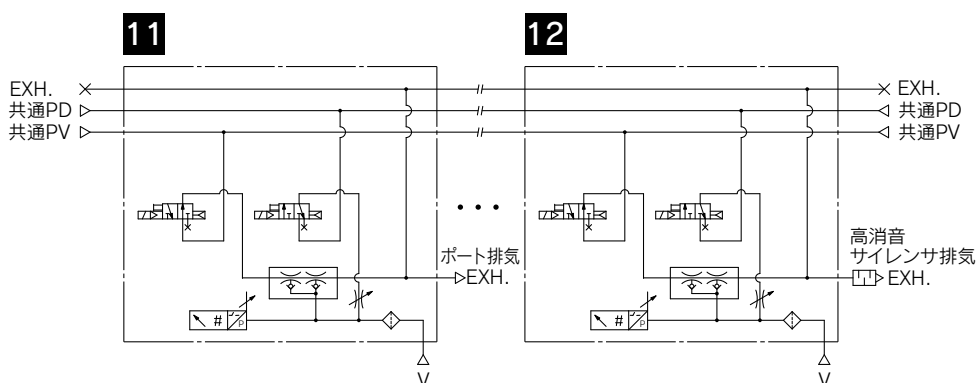 11
12
EXH.
共通PD
共通PV
EXH.
共通PD
共通PV
ポート排気
EXH.
高消音
サイレンサ排気
EXH.
#
P
#
P
V
V